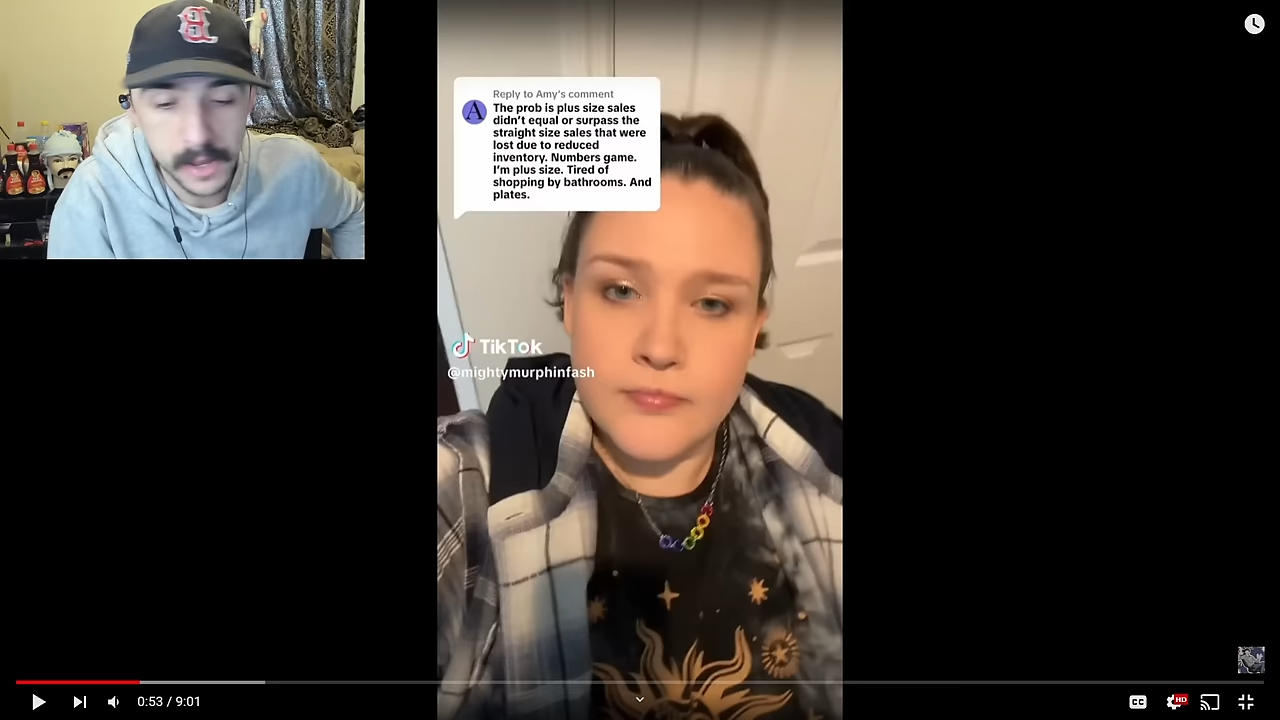 B
Reply to Amy's comment
A
The prob is plus size sales
didn't equal or surpass the
straight size sales that were
lost due to reduced
inventory. Numbers game.
I'm plus size. Tired of
shopping by bathrooms. And
plates.
TikTok
@mightymurphinfash
0:53 / 9:01
CC
HD